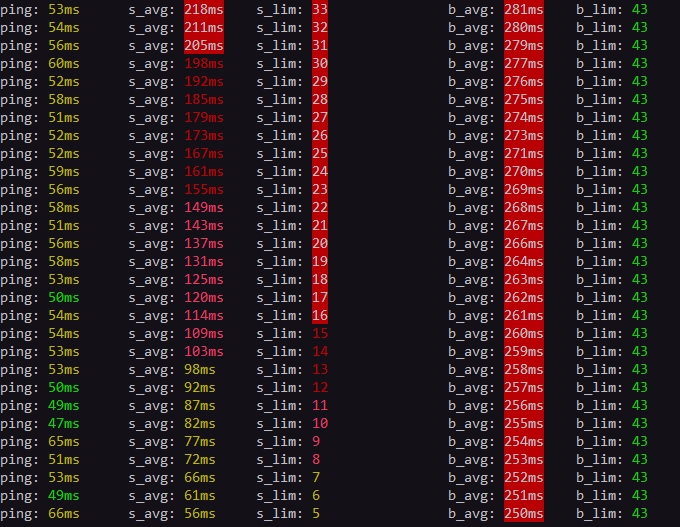 ping: 53ms s_avg: 218ms s_lim: 33 b_avg: 281ms b_lim: 43
ping: 54ms s_avg: 211ms s_lim: 32 b_avg: 280ms b_lim: 43
ping: 56ms s_avg: 205ms s_lim: 31 b_avg: 279ms b_lim: 43
ping: 60ms s_avg: 198ms s_lim: 30 b_avg: 277ms b_lim: 43
ping: 52ms s_avg: 192ms s_lim: 29 b_avg: 276ms b_lim: 43
ping: 58ms s_avg: 185ms s_lim: 28 b_avg: 275ms b_lim: 43
ping: 51ms s_avg: 179ms s_lim: 27 b_avg: 274ms b_lim: 43
ping: 52ms s_avg: 173ms s_lim: 26 b_avg: 273ms b_lim: 43
ping: 52ms s_avg: 167ms s_lim: 25 b_avg: 271ms b_lim: 43
ping: 59ms s_avg: 161ms s_lim: 24 b_avg: 270ms b_lim: 43
ping: 56ms s_avg: 155ms s_lim: 23 b_avg: 269ms b_lim: 43
ping: 58ms s_avg: 149ms s_lim: 22 b_avg: 268ms b_lim: 43
ping: 51ms s_avg: 143ms s_lim: 21 b_avg: 267ms b_lim: 43
ping: 56ms s_avg: 137ms s_lim: 20 b_avg: 266ms b_lim: 43
ping: 58ms s_avg: 131ms s_lim: 19 b_avg: 264ms b_lim: 43
ping: 53ms s_avg: 125ms s_lim: 18 b_avg: 263ms b_lim: 43
ping: 50ms s_avg: 120ms s_lim: 17 b_avg: 262ms b_lim: 43
ping: 54ms s_avg: 114ms s_lim: 16 b_avg: 261ms b_lim: 43
ping: 54ms s_avg: 109ms s_lim: 15 b_avg: 260ms b_lim: 43
ping: 53ms s_avg: 103ms s_lim: 14 b_avg: 259ms b_lim: 43
ping: 53ms s_avg: 98ms s_lim: 13 b_avg: 258ms b_lim: 43
ping: 50ms s_avg: 92ms s_lim: 12 b_avg: 257ms b_lim: 43
ping: 49ms s_avg: 87ms s_lim: 11 b_avg: 256ms b_lim: 43
ping: 47ms s_avg: 82ms s_lim: 10 b_avg: 255ms b_lim: 43
ping: 65ms s_avg: 77ms s_lim: 9 b_avg: 254ms b_lim: 43
ping: 51ms s_avg: 72ms s_lim: 8 b_avg: 253ms b_lim: 43
ping: 53ms s_avg: 66ms s_lim: 7 b_avg: 252ms b_lim: 43
ping: 49ms s_avg: 61ms s_lim: 6 b_avg: 251ms b_lim: 43
ping: 66ms s_avg: 56ms s_lim: 5 b_avg: 250ms b_lim: 43